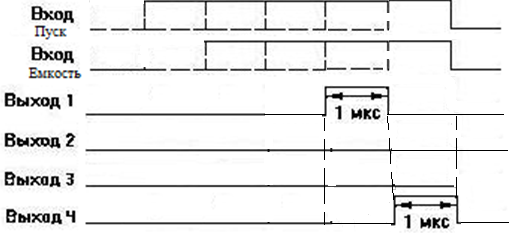 Вход
Пуск
Вход
Емкость
Выход 1
1 мкс
Выход 2
Выход 3
Выход 4
1 мкс